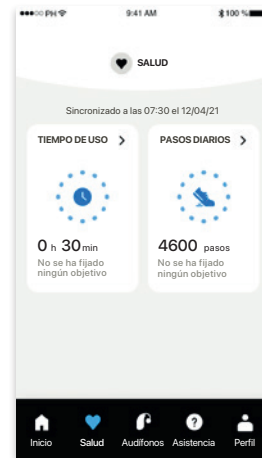 PH 9:41 AM 100 %
SALUD
Sincronizado a las 07:30 el 12/04/21
TIEMPO DE USO
0 h 30 min
No se ha fijado
ningún objetivo
PASOS DIARIOS
4600 pasos
No se ha fijado
ningún objetivo
Inicio Salud Audífonos Asistencia Perfil